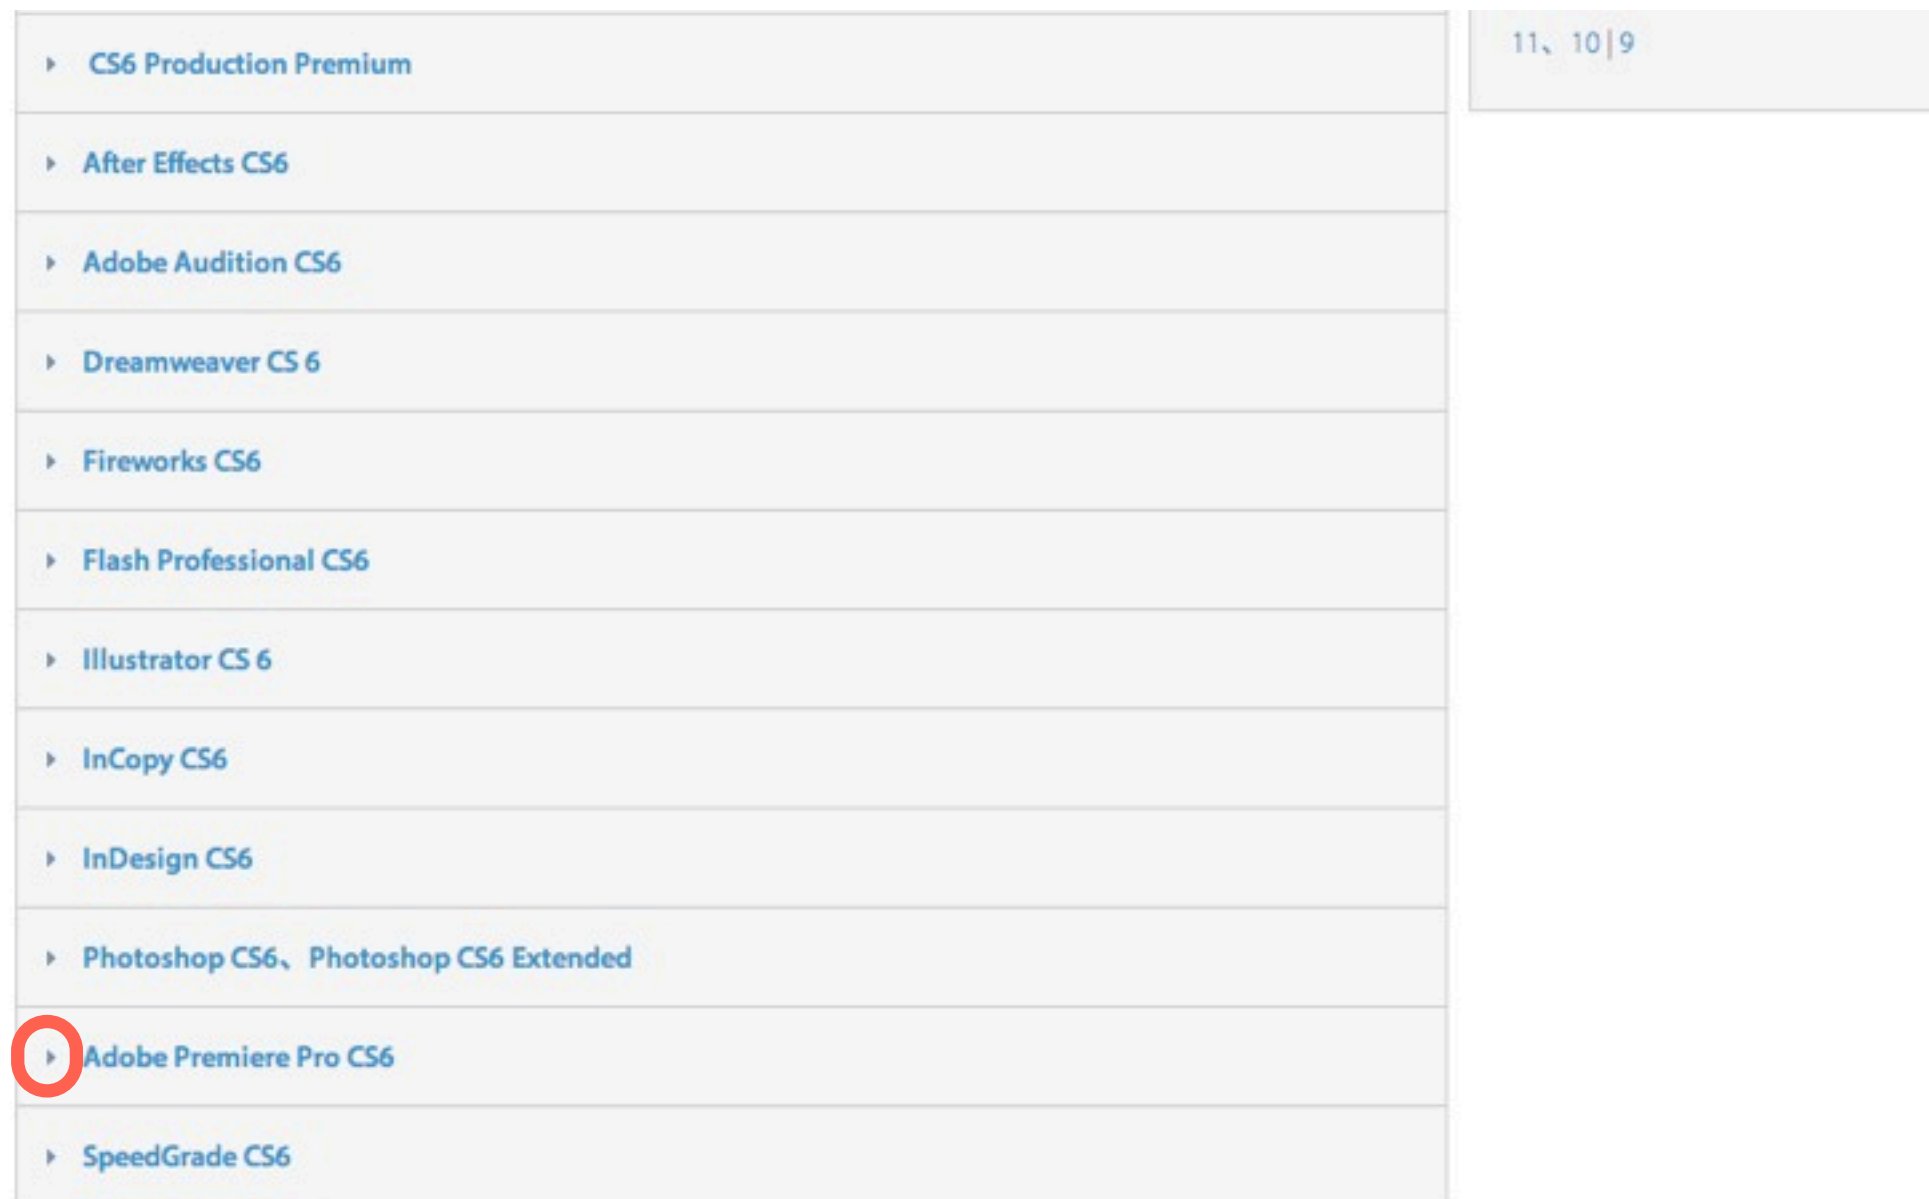 CS6 Production Premium
After Effects CS6
Adobe Audition CS6
Dreamweaver CS 6
Fireworks CS6
Flash Professional CS6
Illustrator CS 6
InCopy CS6
InDesign CS6
Photoshop CS6、Photoshop CS6 Extended
Adobe Premiere Pro CS6
SpeedGrade CS6
11、10|9